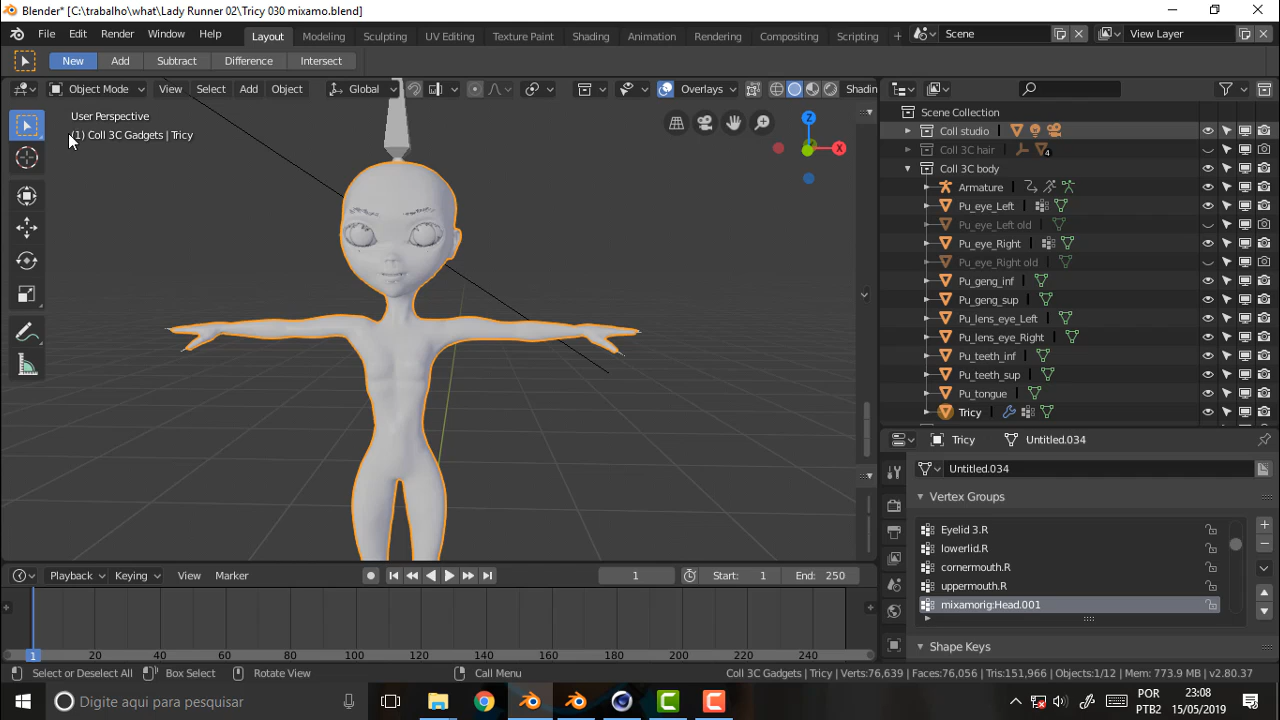 Blender* [C:\trabalho\what\Lady Runner 02\Tricy 030 mixamo.blend]
File Edit Render Window Help Layout Modeling Sculpting UV Editing Texture Paint Shading Animation Rendering Compositing Scripting + Scene View Layer
New Add Subtract Difference Intersect
Object Mode View Select Add Object Global Overlays Shadin
User Perspective
(1) Coll 3C Gadgets | Tricy
Z
X
Scene Collection
Coll studio
Coll 3C hair 4
Coll 3C body
Armature
Pu_eye_Left
Pu_eye_Left old
Pu_eye_Right
Pu_eye_Right old
Pu_geng_inf
Pu_geng_sup
Pu_lens_eye_Left
Pu_lens_eye_Right
Pu_teeth_inf
Pu_teeth_sup
Pu_tongue
Tricy
Tricy Untitled.034
Untitled.034
Vertex Groups
Eyelid 3.R
lowerlid.R
cornermouth.R
uppermouth.R
mixamorig:Head.001
Shape Keys
Playback Keying View Marker 1 Start: 1 End: 250
1 20 40 60 80 100 120 140 160 180 200 220 240
Select or Deselect All Box Select Rotate View Call Menu Coll 3C Gadgets | Tricy | Verts:76,639 | Faces:76,056 | Tris:151,966 | Objects:1/12 | Mem: 773.9 MB | v2.80.37
Digite aqui para pesquisar
POR
PTB2
23:08
15/05/2019